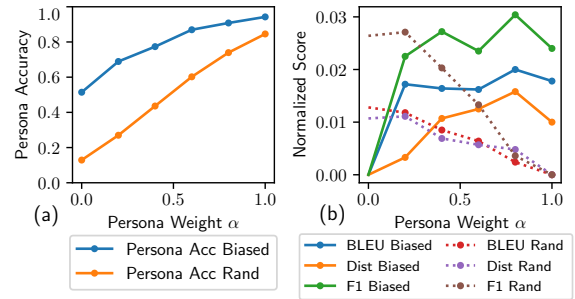 1.0
0.8
0.6
0.4
0.2
0.0
Persona Accuracy
0.0
0.5
1.0
Persona Weight α
(a)
Persona Acc Biased
Persona Acc Rand
0.03
0.02
0.01
0.00
Normalized Score
0.0
0.5
1.0
Persona Weight α
(b)
BLEU Biased
Dist Biased
F1 Biased
BLEU Rand
Dist Rand
F1 Rand